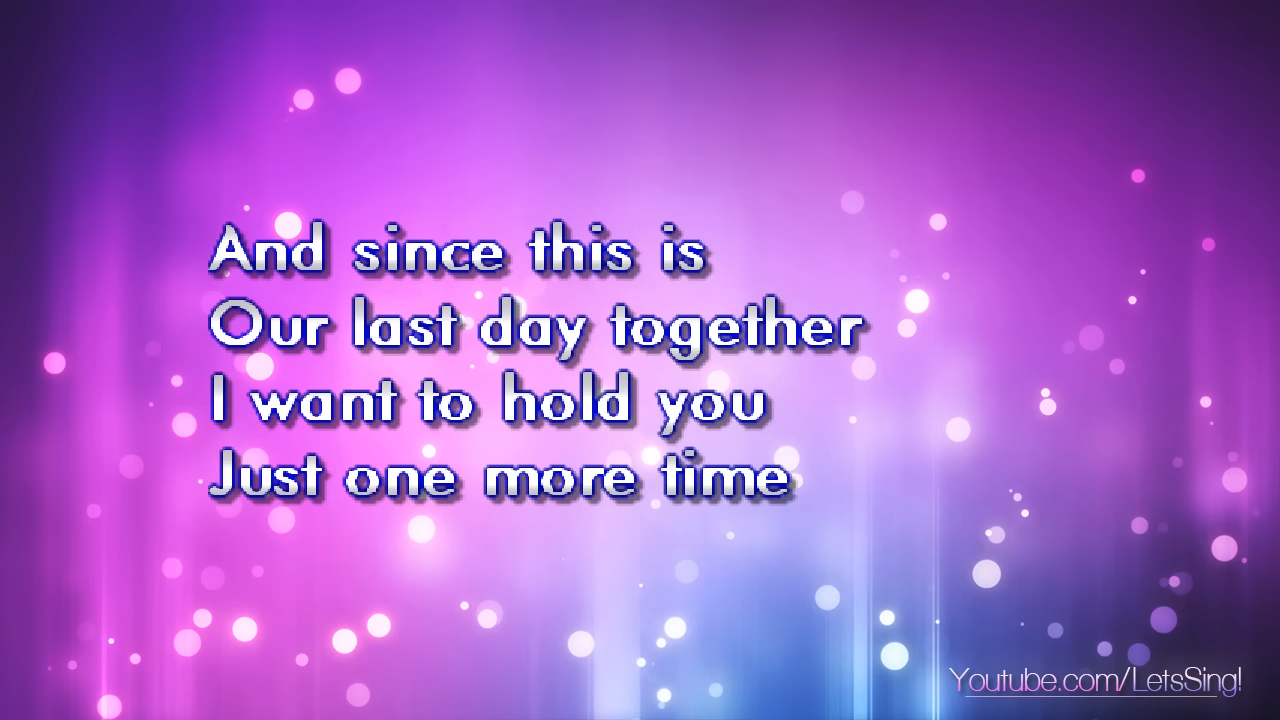 And since this is
Our last day together
I want to hold you
Just one more time
Youtube.com/LetsSing!